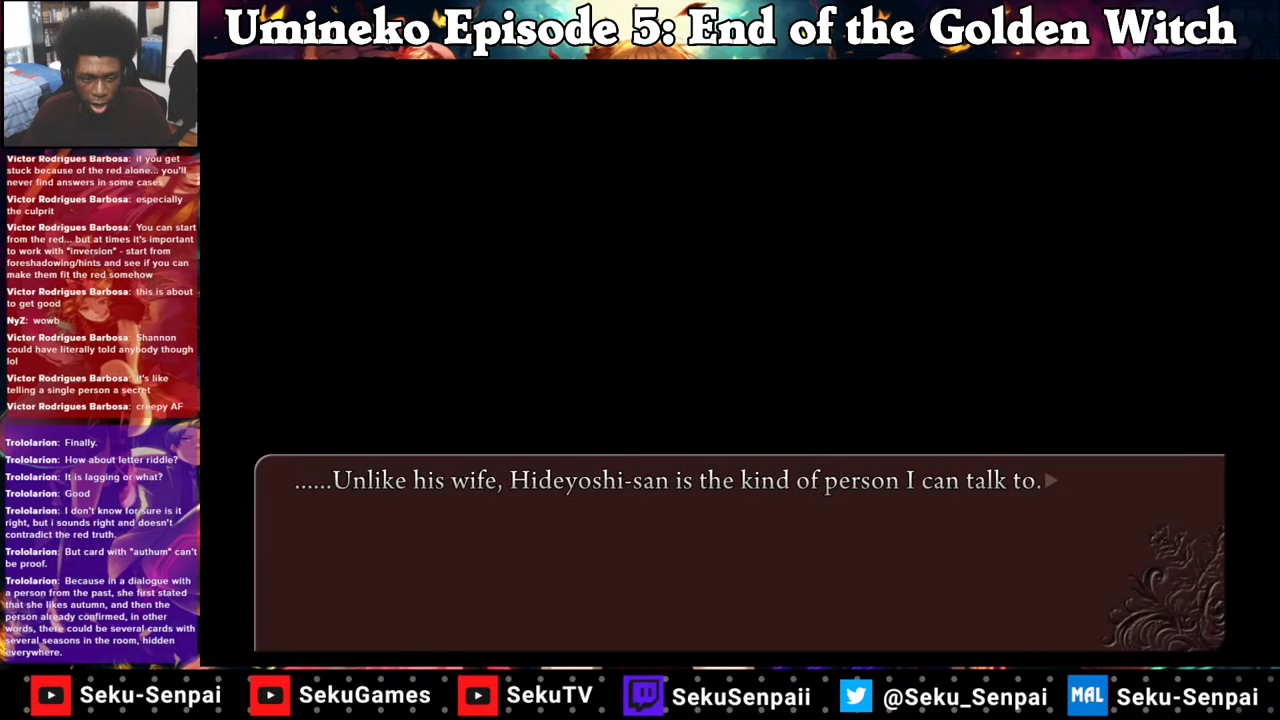 Umineko Episode 5: End of the Golden Witch
Victor Rodrigues Barbosa: if you get
stuck because of the red alone... you'll
never find answers in some cases
Victor Rodrigues Barbosa: especially
the culprit
Victor Rodrigues Barbosa: You can start
from the red... but at times it's important
to work with "inversion" - start from
foreshadowing/hints and see if you can
make them fit the red somehow
Victor Rodrigues Barbosa: this is about
to get good
NyZ: wowb
Victor Rodrigues Barbosa: Shannon
could have literally told anybody though
lol
Victor Rodrigues Barbosa: it's like
telling a single person a secret
Victor Rodrigues Barbosa: creepy AF
Trololarion: Finally.
Trololarion: How about letter riddle?
Trololarion: It is lagging or what?
Trololarion: Good
Trololarion: I don't know for sure is it
right, but i sounds right and doesn't
contradict the red truth.
Trololarion: But card with "authum" can't
be proof.
Trololarion: Because in a dialogue with
a person from the past, she first stated
that she likes autumn, and then the
person already confirmed, in other
words, there could be several cards with
several seasons in the room, hidden
everywhere.
......Unlike his wife, Hideyoshi-san is the kind of person I can talk to.
Seku-Senpai
SekuGames
SekuTV
SekuSenpaii
@Seku_Senpai
MAL
Seku-Senpai